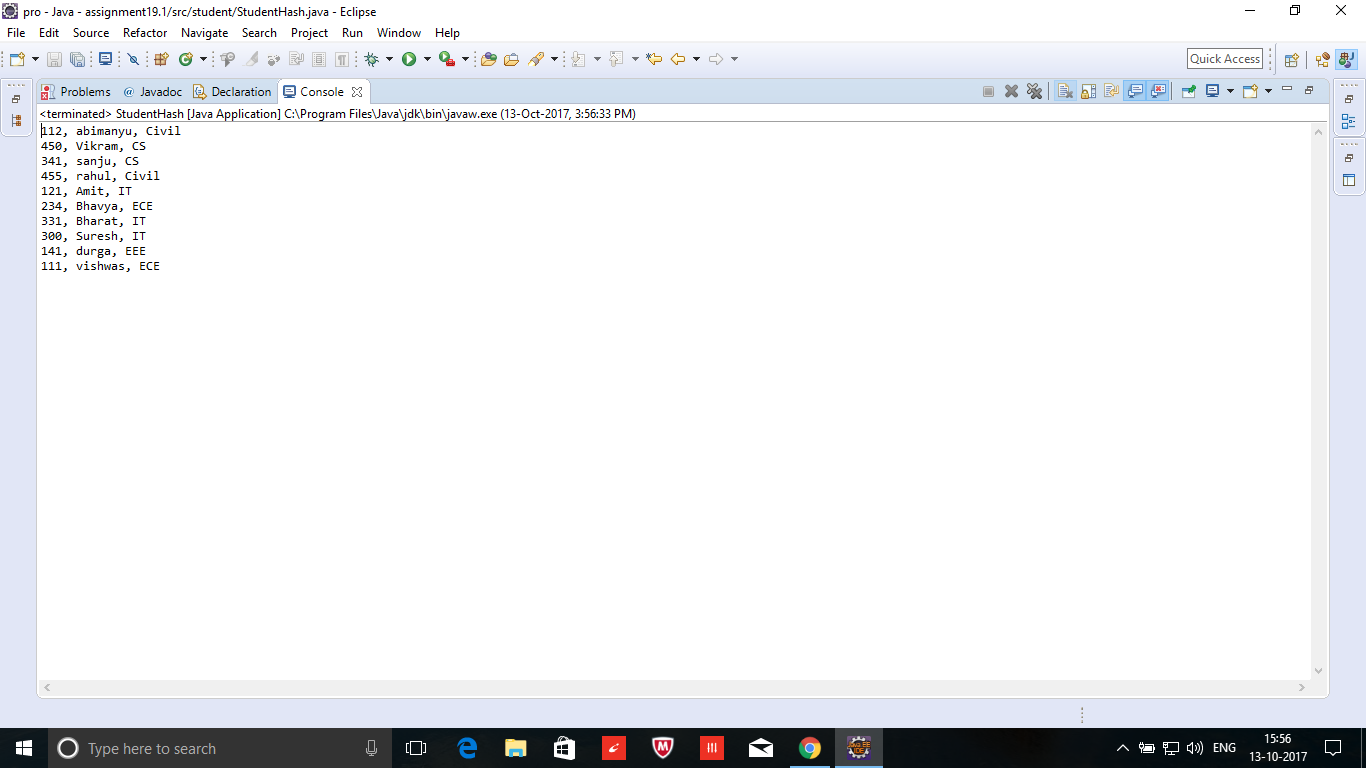 pro - Java - assignment19.1/src/student/StudentHash.java - Eclipse
File Edit Source Refactor Navigate Search Project Run Window Help
Quick Access
Problems @ Javadoc Declaration Console
<terminated> StudentHash [Java Application] C:\Program Files\Java\jdk\bin\javaw.exe (13-Oct-2017, 3:56:33 PM)
112, abimanyu, Civil
450, Vikram, CS
341, sanju, CS
455, rahul, Civil
121, Amit, IT
234, Bhavya, ECE
331, Bharat, IT
300, Suresh, IT
141, durga, EEE
111, vishwas, ECE
Type here to search
Java EE
IDE
ENG
15:56
13-10-2017